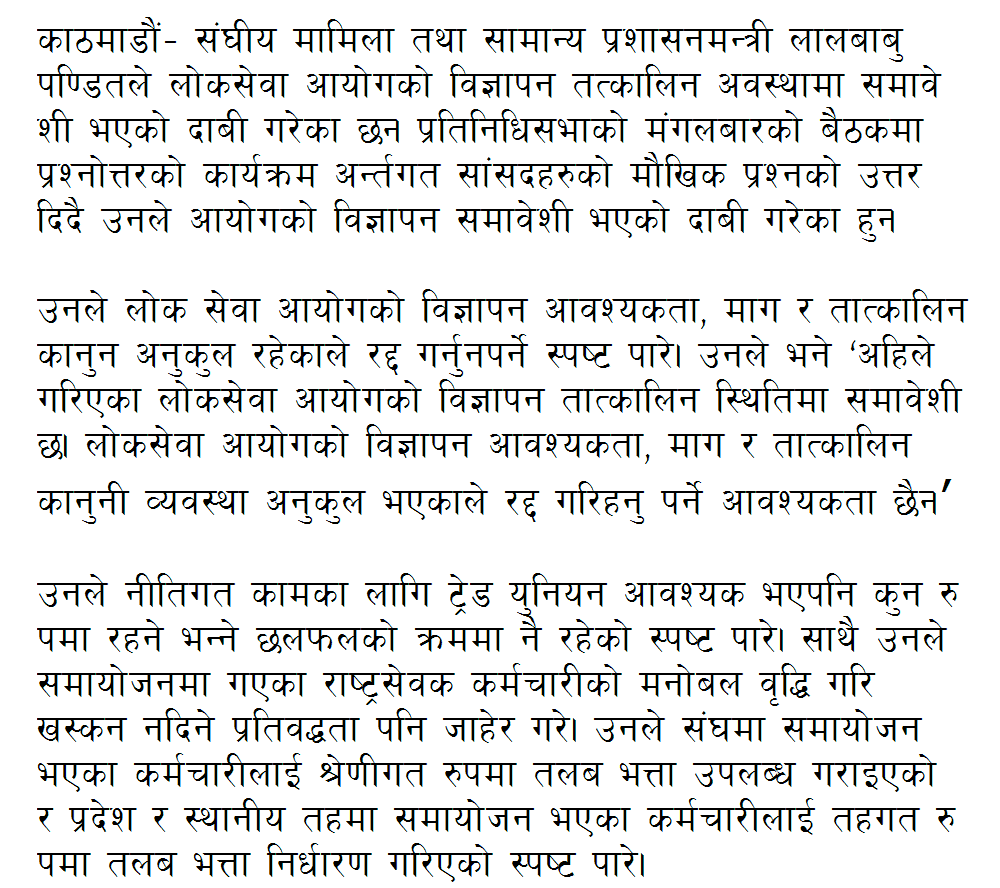 काठमाडौं- संघीय मामिला तथा सामान्य प्रशासनमन्त्री लालबाबु
पण्डितले लोकसेवा आयोगको विज्ञापन तत्कालिन अवस्थामा समावे
शी भएको दाबी गरेका छन प्रतिनिधिसभाको मंगलबारको बैठकमा
प्रश्नोत्तरको कार्यक्रम अर्न्तगत सांसदहरुको मौखिक प्रश्नको उत्तर
दिदै उनले आयोगको विज्ञापन समावेशी भएको दाबी गरेका हुन
उनले लोक सेवा आयोगको विज्ञापन आवश्यकता, माग र तात्कालिन
कानुन अनुकुल रहेकाले रद्द गर्नुनपर्ने स्पष्ट पारे। उनले भने ‘अहिले
गरिएका लोकसेवा आयोगको विज्ञापन तात्कालिन स्थितिमा समावेशी
छ। लोकसेवा आयोगको विज्ञापन आवश्यकता, माग र तात्कालिन
कानुनी व्यवस्था अनुकुल भएकाले रद्द गरिहनु पर्ने आवश्यकता छैन’
उनले नीतिगत कामका लागि ट्रेड युनियन आवश्यक भएपनि कुन रु
पमा रहने भन्ने छलफलको क्रममा नै रहेको स्पष्ट पारे। साथै उनले
समायोजनमा गएका राष्ट्रसेवक कर्मचारीको मनोबल वृद्धि गरि
खस्कन नदिने प्रतिवद्धता पनि जाहेर गरे। उनले संघमा समायोजन
भएका कर्मचारीलाई श्रेणीगत रुपमा तलब भत्ता उपलब्ध गराइएको
र प्रदेश र स्थानीय तहमा समायोजन भएका कर्मचारीलाई तहगत रु
पमा तलब भत्ता निर्धारण गरिएको स्पष्ट पारे।